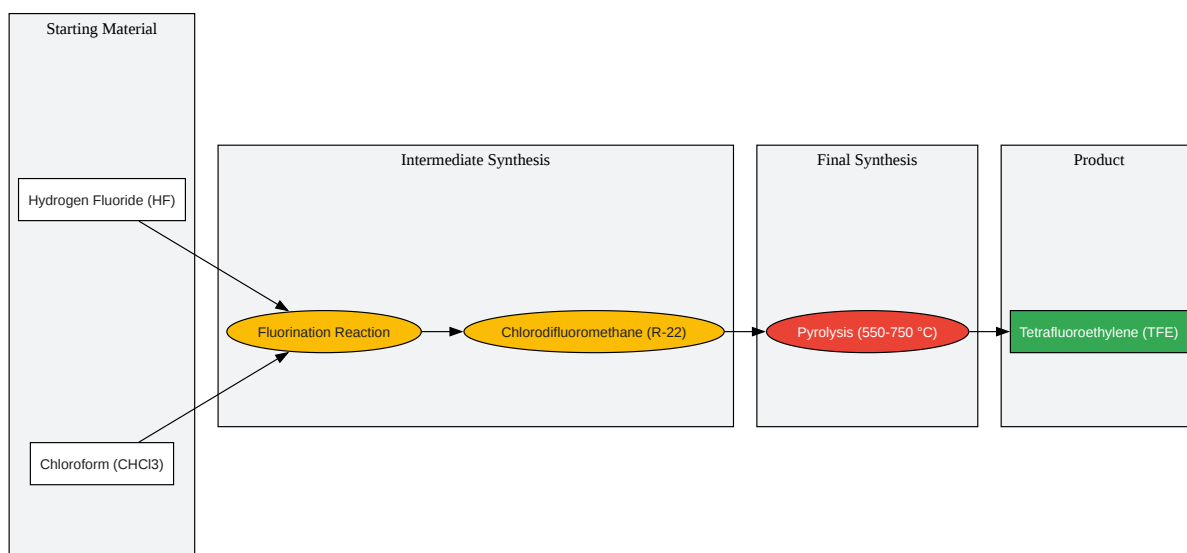 Starting Material
Hydrogen Fluoride (HF)
Chloroform (CHCl3)
Intermediate Synthesis
Fluorination Reaction
Chlorodifluoromethane (R-22)
Final Synthesis
Pyrolysis (550-750 °C)
Product
Tetrafluoroethylene (TFE)